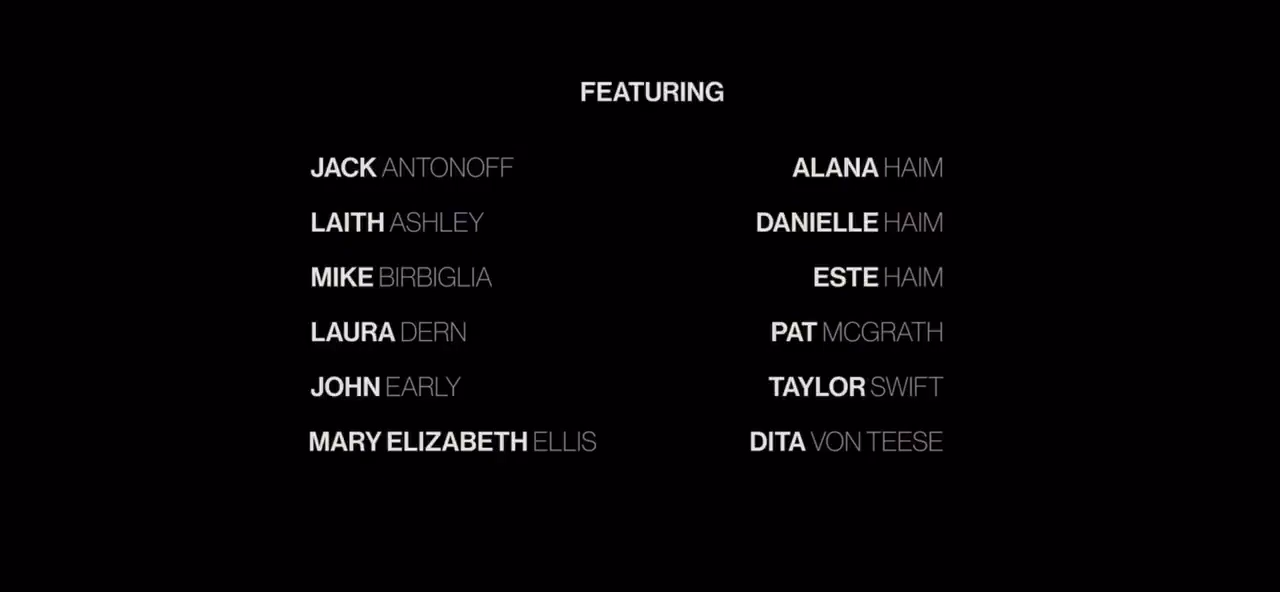 FEATURING
JACK ANTONOFF
LAITH ASHLEY
MIKE BIRBIGLIA
LAURA DERN
JOHN EARLY
MARY ELIZABETH ELLIS
ALANA HAIM
DANIELLE HAIM
ESTE HAIM
PAT MCGRATH
TAYLOR SWIFT
DITA VON TEESE